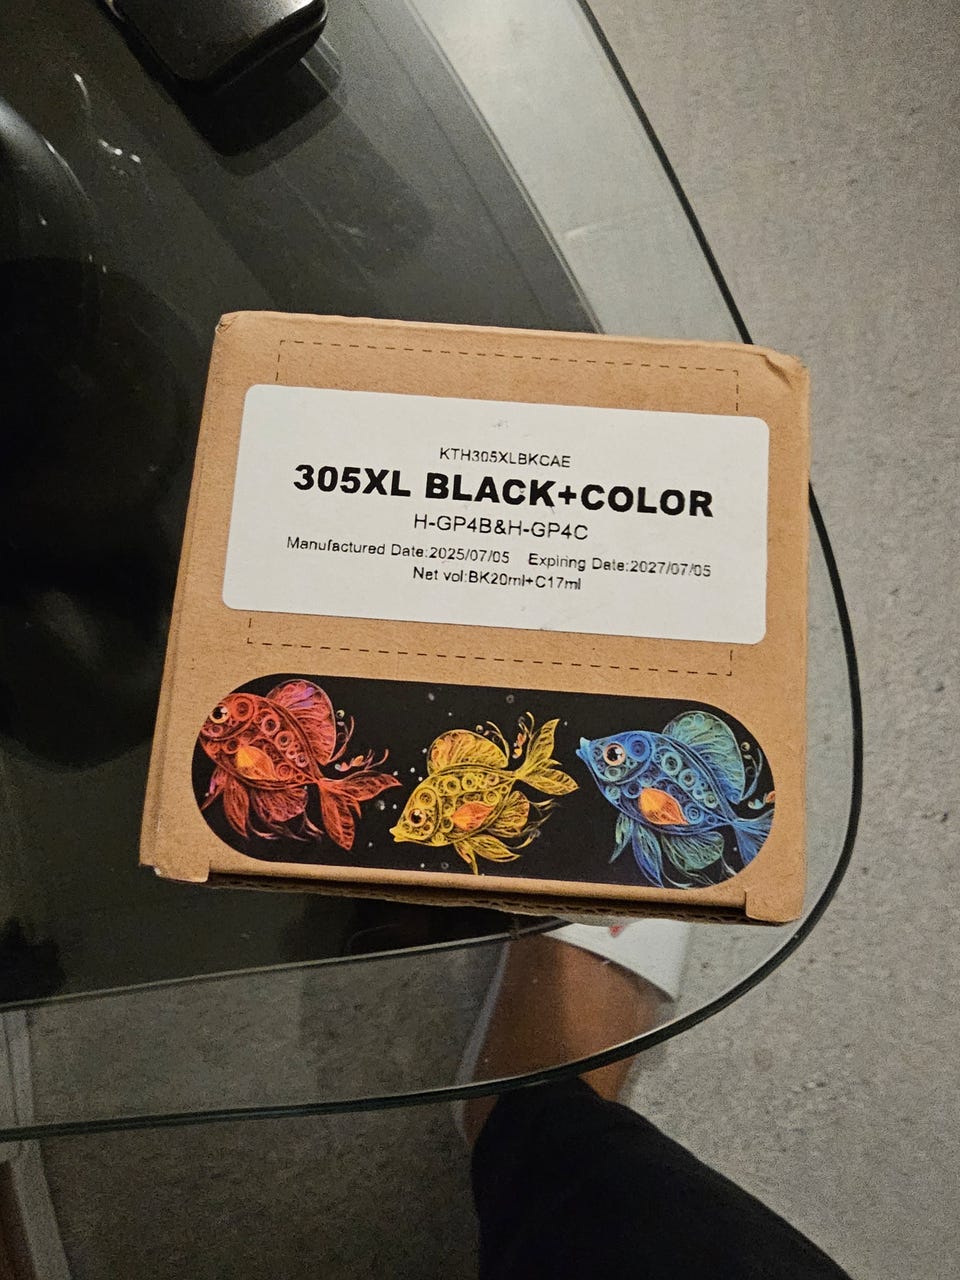 KTH305XLBKCAE
305XL BLACK+COLOR
H-GP4B&H-GP4C
Manufactured Date:2025/07/05 Expiring Date:2027/07/05
Net vol:BK20ml+C17ml